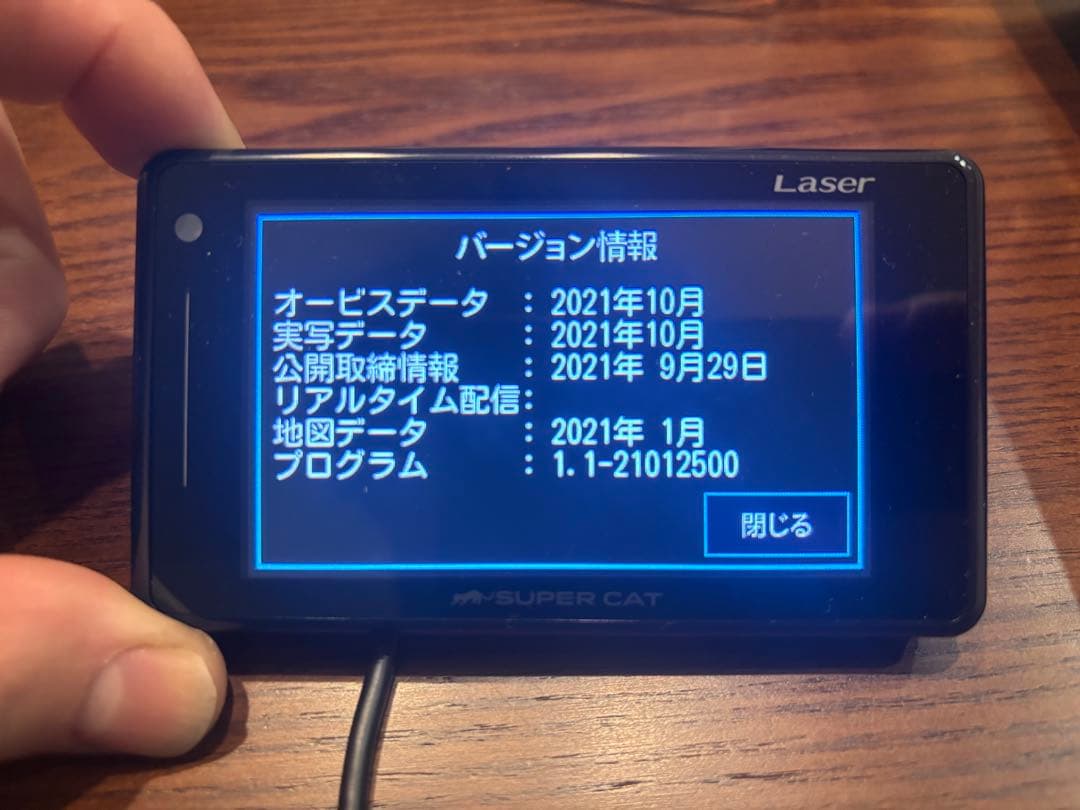 Laser
バージョン情報
オービスデータ : 2021年10月
実写データ : 2021年10月
公開取締情報 : 2021年 9月29日
リアルタイム配信:
地図データ : 2021年 1月
プログラム : 1.1-21012500
閉じる
SUPER CAT